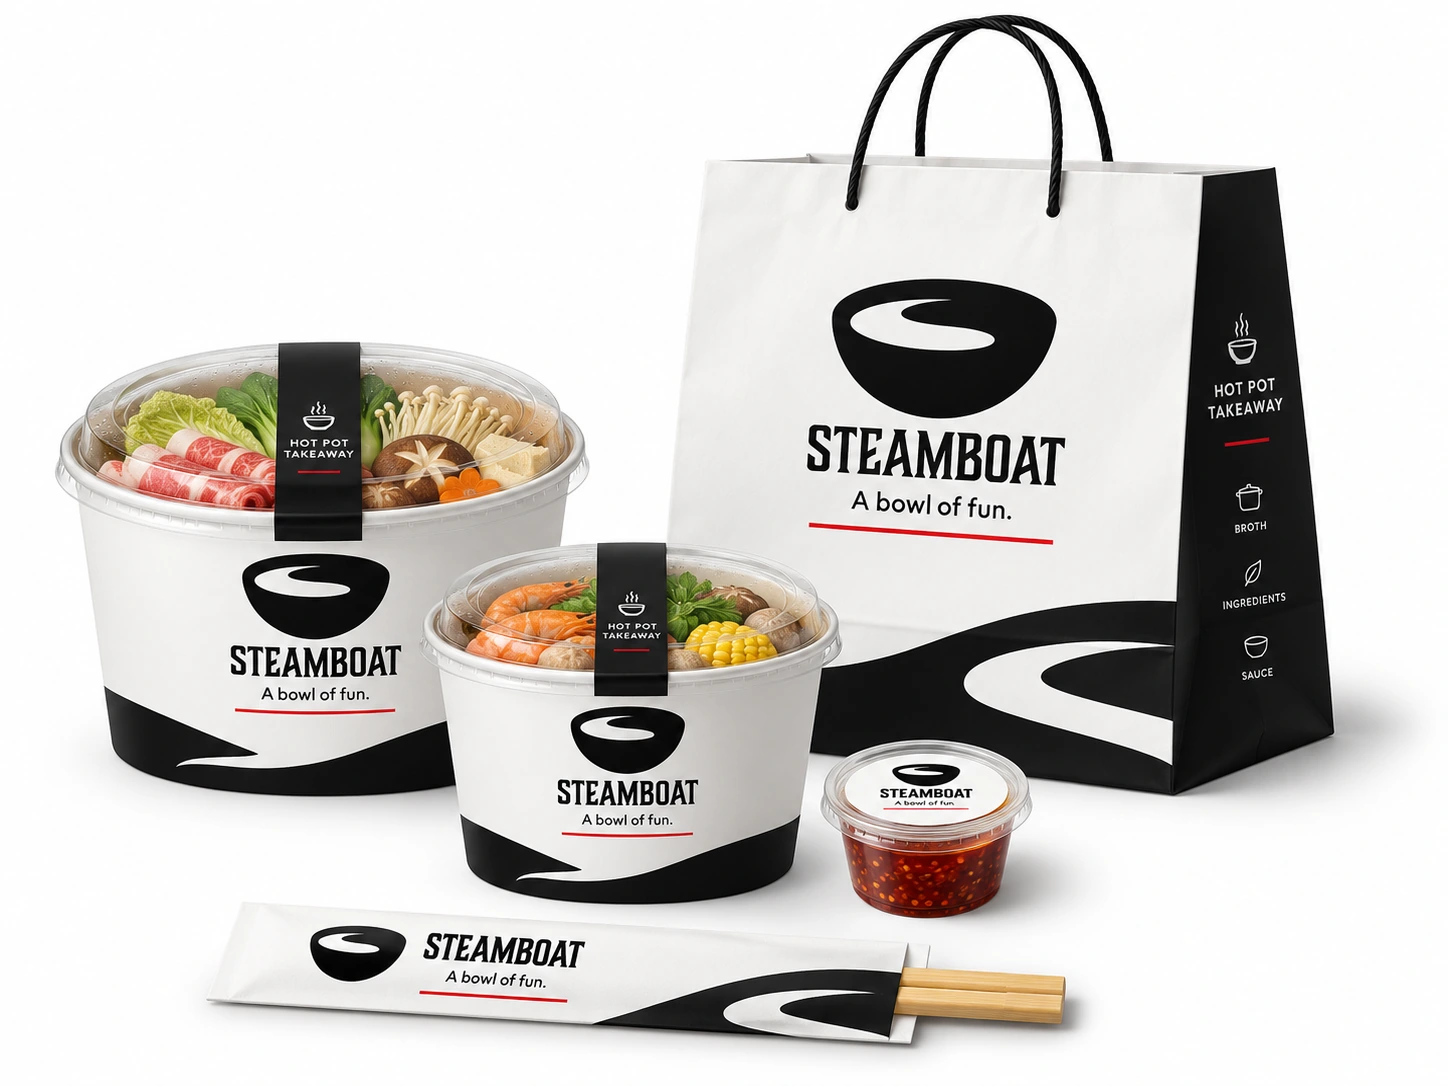 STEAMBOAT
A bowl of fun.
HOT POT
TAKEAWAY
BROTH
INGREDIENTS
SAUCE
HOT POT
TAKEAWAY
STEAMBOAT
A bowl of fun.
HOT POT
TAKEAWAY
STEAMBOAT
A bowl of fun.
STEAMBOAT
A bowl of fun.
STEAMBOAT
A bowl of fun.